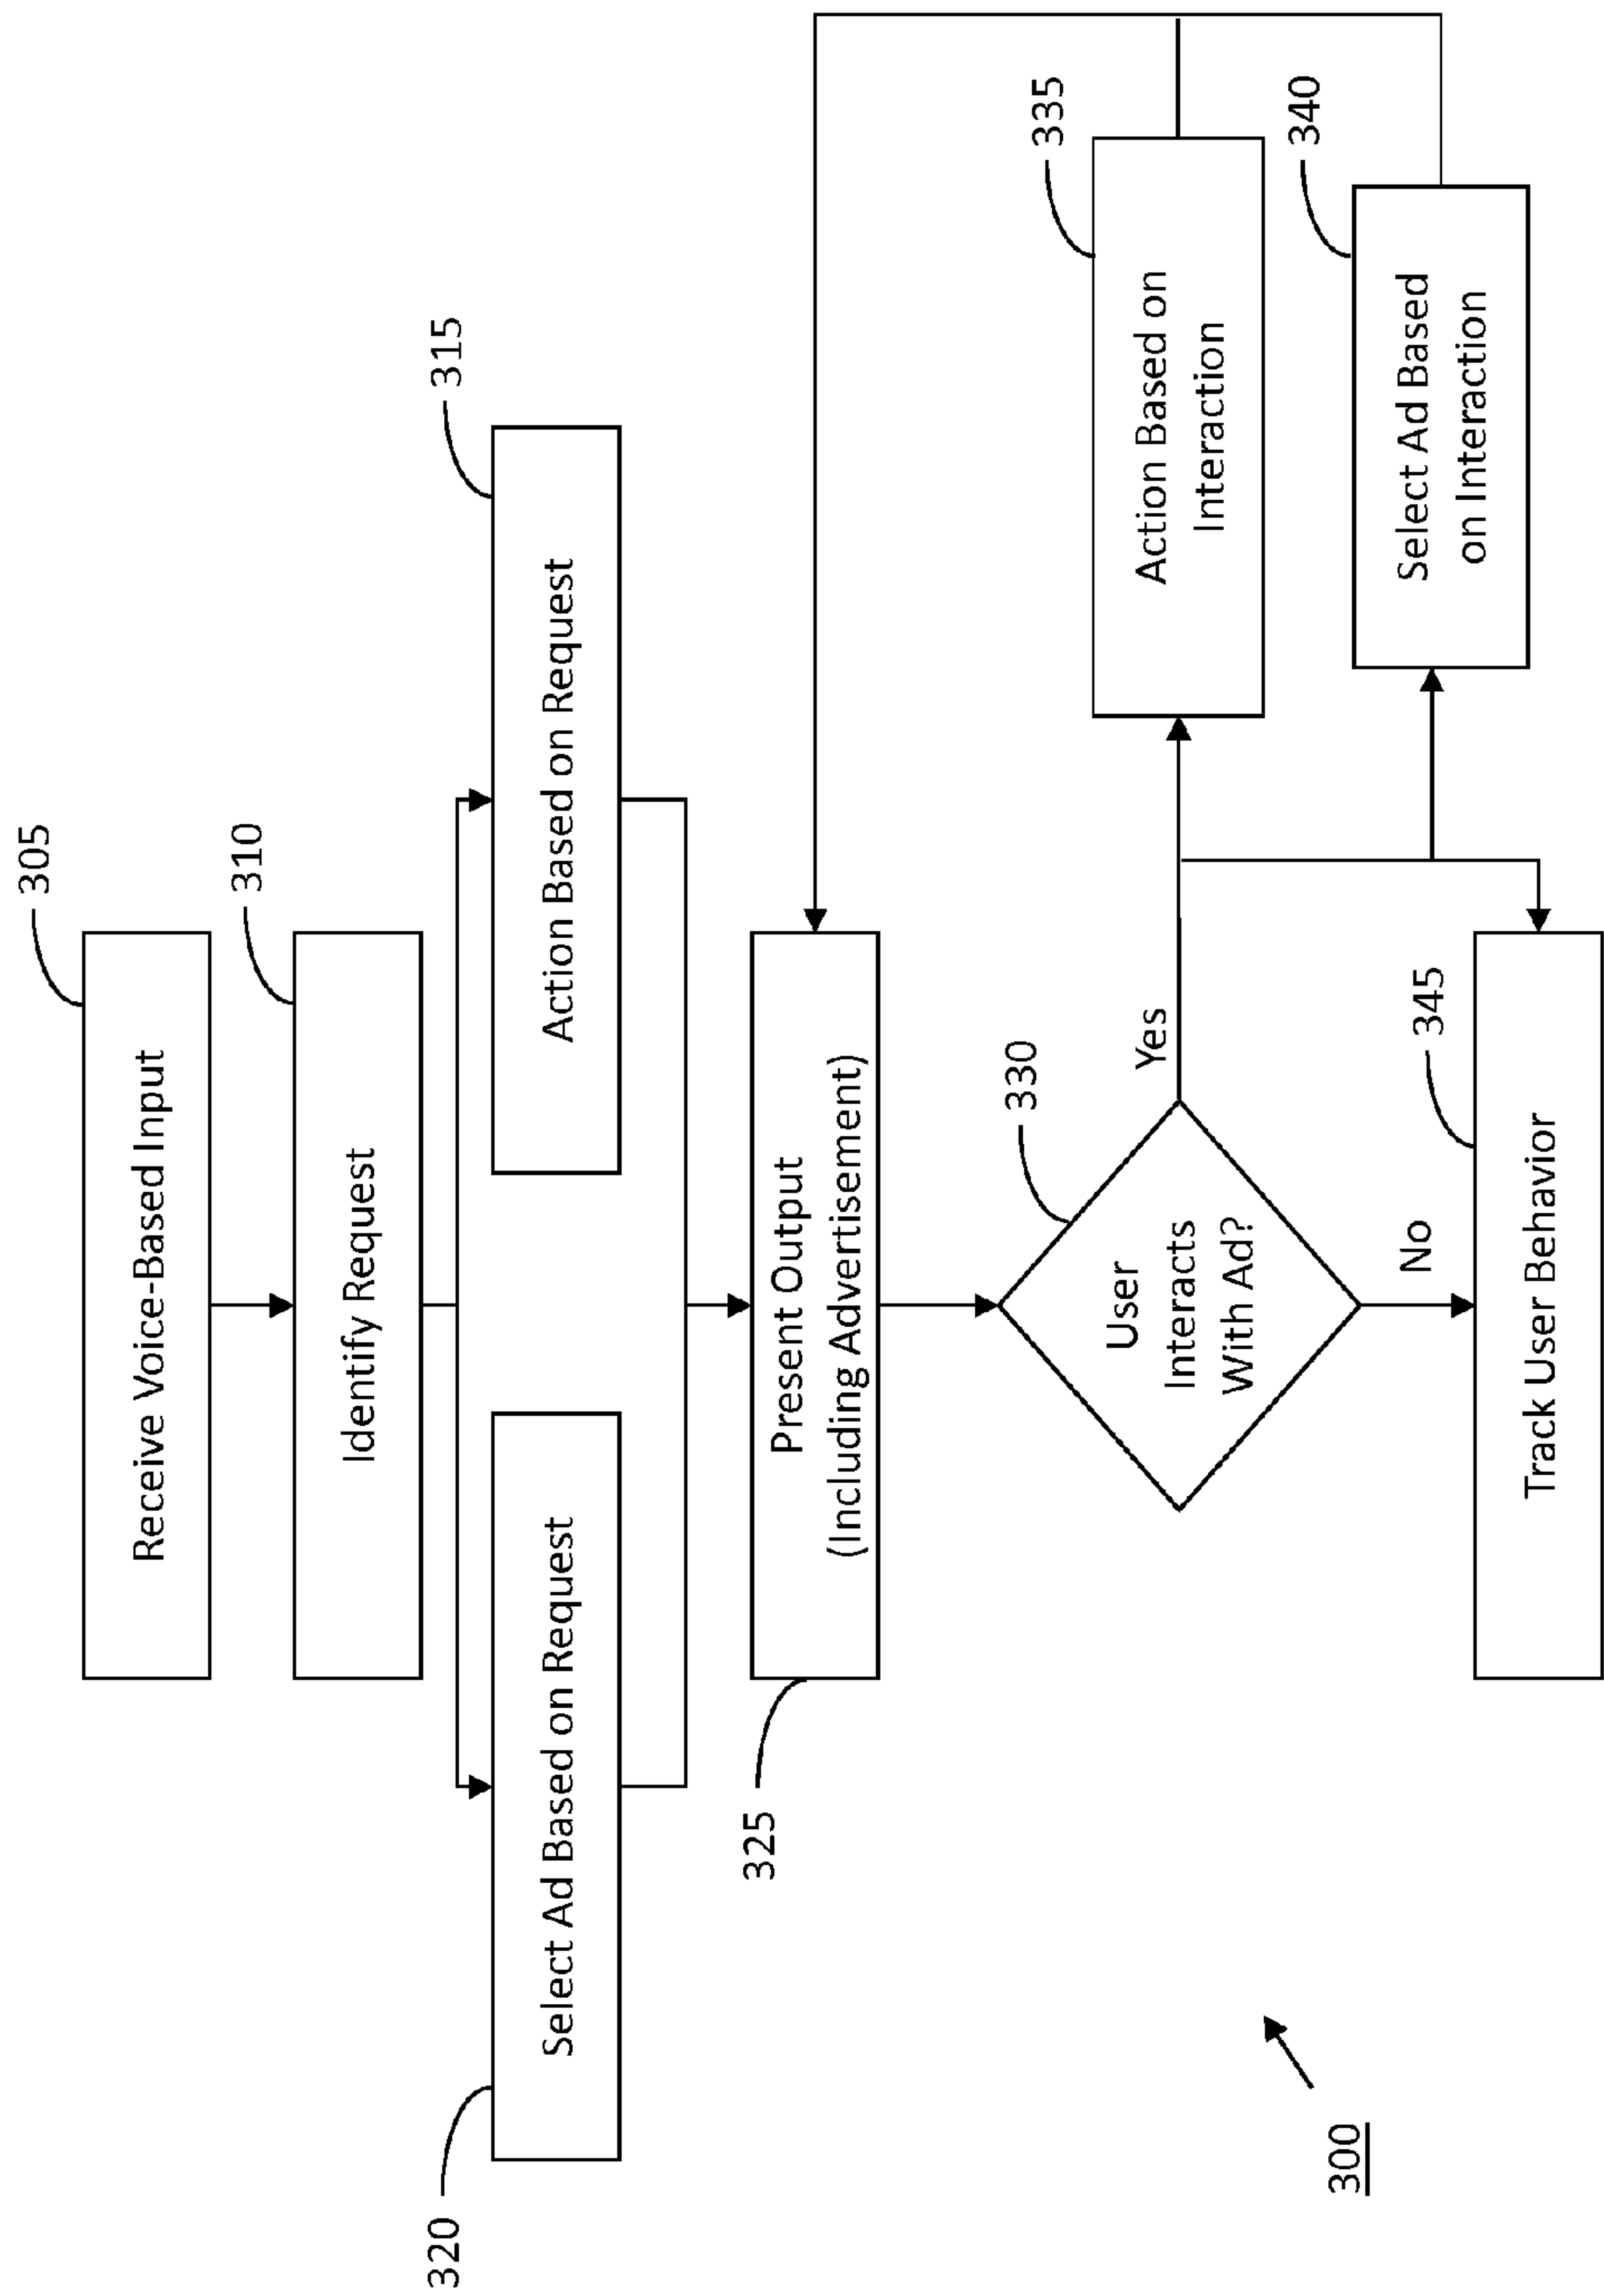 305
Receive Voice-Based Input
310
Identify Request
320
Select Ad Based on Request
315
Action Based on Request
325
Present Output
(Including Advertisement)
330
User
Interacts
With Ad?
Yes
335
Action Based on
Interaction
340
Select Ad Based
on Interaction
No
345
Track User Behavior
300